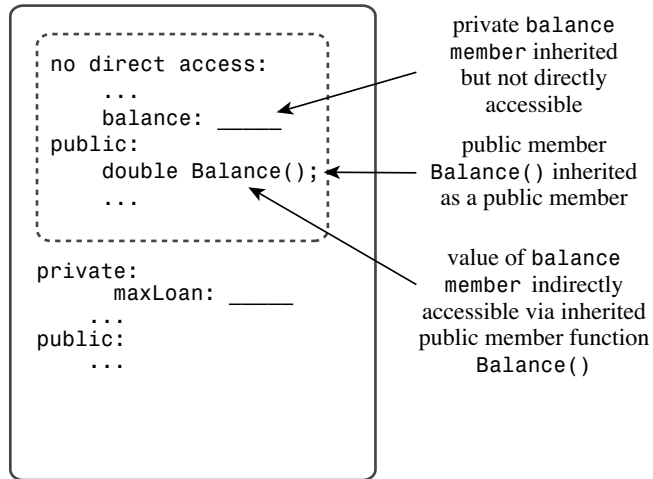 no direct access:
...
balance: _____
public:
double Balance();
...
private:
maxLoan: _____
...
public:
...
private balance
member inherited
but not directly
accessible
public member
Balance() inherited
as a public member
value of balance
member indirectly
accessible via inherited
public member function
Balance()